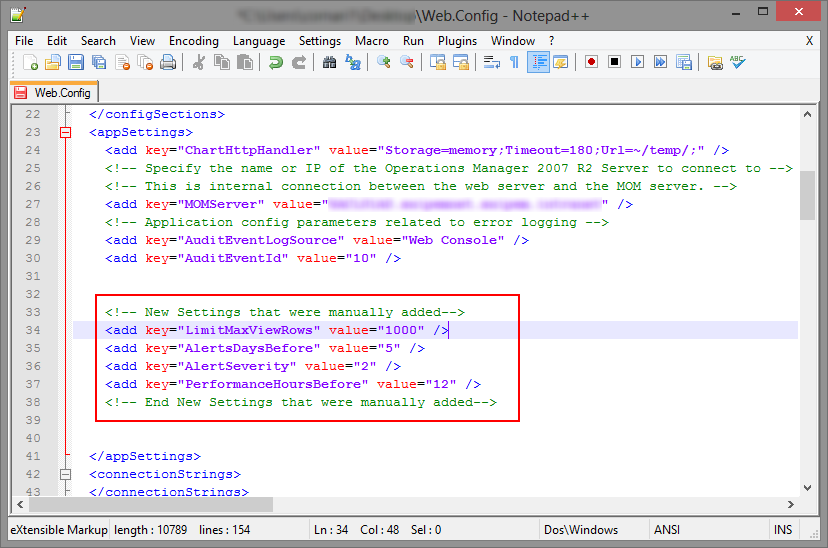 \Web.Config - Notepad++
File Edit Search View Encoding Language Settings Macro Run Plugins Window ? X
Web.Config
22 </configSections>
23 <appSettings>
24 <add key="ChartHttpHandler" value="Storage=memory;Timeout=180;Url=~/temp/;" />
25 <!-- Specify the name or IP of the Operations Manager 2007 R2 Server to connect to -->
26 <!-- This is internal connection between the web server and the MOM server. -->
27 <add key="MOMServer" value="" />
28 <!-- Application config parameters related to error logging -->
29 <add key="AuditEventLogSource" value="Web Console" />
30 <add key="AuditEventId" value="10" />
31
32
33 <!-- New Settings that were manually added-->
34 <add key="LimitMaxViewRows" value="1000" />
35 <add key="AlertsDaysBefore" value="5" />
36 <add key="AlertSeverity" value="2" />
37 <add key="PerformanceHoursBefore" value="12" />
38 <!-- End New Settings that were manually added-->
39
40
41 </appSettings>
42 <connectionStrings>
43 </connectionStrings>
eXtensible Markup length : 10789 lines : 154 Ln : 34 Col : 48 Sel : 0 Dos\Windows ANSI INS